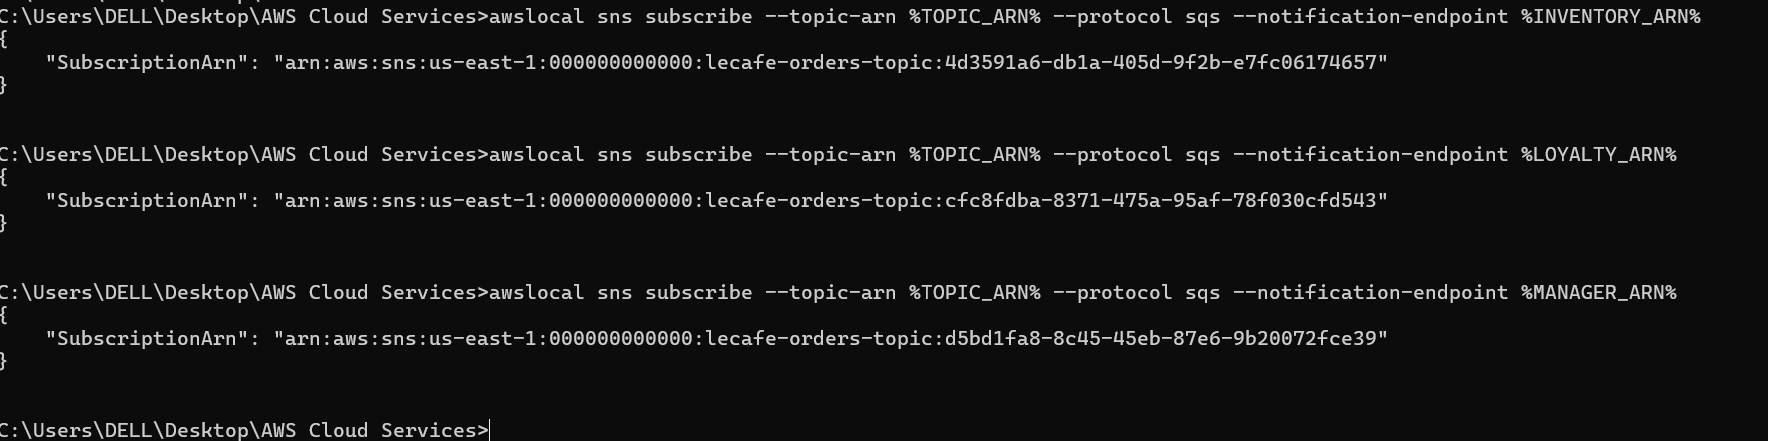 C:\Users\DELL\Desktop\AWS Cloud Services>awslocal sns subscribe --topic-arn %TOPIC_ARN% --protocol sqs --notification-endpoint %INVENTORY_ARN%
{
    "SubscriptionArn": "arn:aws:sns:us-east-1:000000000000:lecafe-orders-topic:4d3591a6-db1a-405d-9f2b-e7fc06174657"
}
C:\Users\DELL\Desktop\AWS Cloud Services>awslocal sns subscribe --topic-arn %TOPIC_ARN% --protocol sqs --notification-endpoint %LOYALTY_ARN%
{
    "SubscriptionArn": "arn:aws:sns:us-east-1:000000000000:lecafe-orders-topic:cfc8fdba-8371-475a-95af-78f030cfd543"
}
C:\Users\DELL\Desktop\AWS Cloud Services>awslocal sns subscribe --topic-arn %TOPIC_ARN% --protocol sqs --notification-endpoint %MANAGER_ARN%
{
    "SubscriptionArn": "arn:aws:sns:us-east-1:000000000000:lecafe-orders-topic:d5bd1fa8-8c45-45eb-87e6-9b20072fce39"
}
C:\Users\DELL\Desktop\AWS Cloud Services>